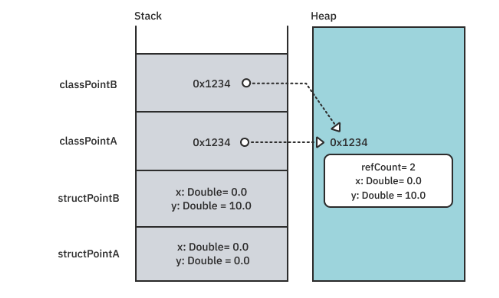 Stack
Heap
classPointB
0x1234
classPointA
0x1234
0x1234
refCount= 2
x: Double= 0.0
y: Double = 10.0
structPointB
x: Double= 0.0
y: Double = 10.0
structPointA
x: Double= 0.0
y: Double = 0.0